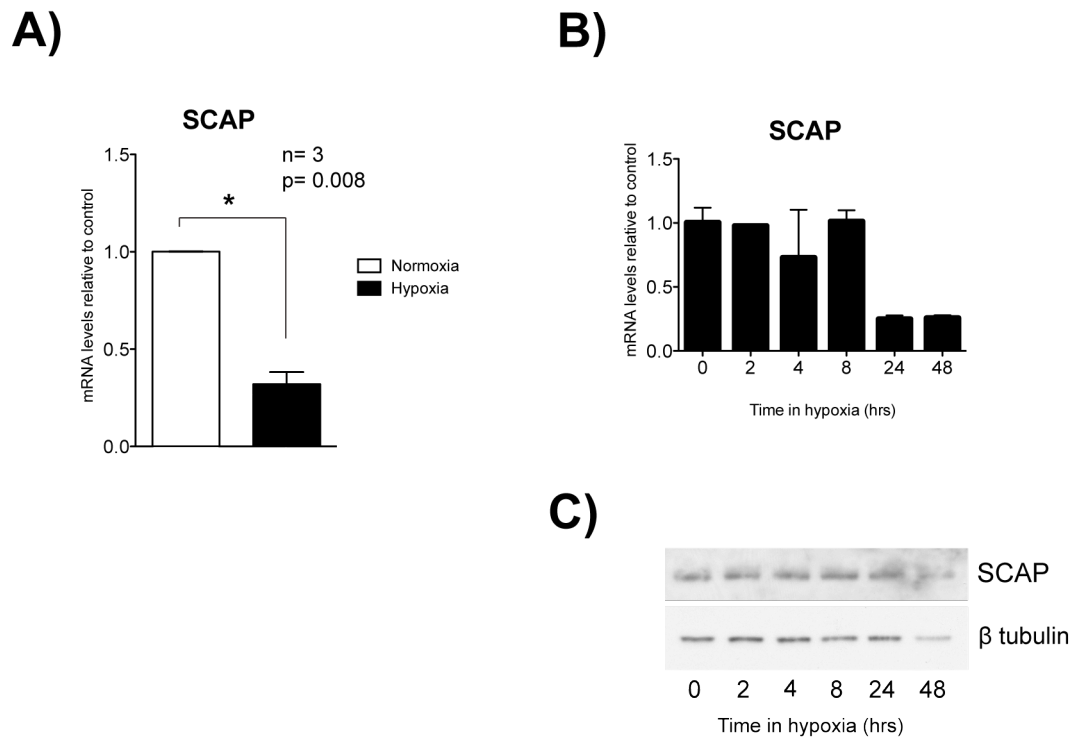 A)
SCAP
n= 3
p= 0.008
*
mRNA levels relative to control
1.5
1.0
0.5
0.0
Normoxia
Hypoxia
B)
SCAP
mRNA levels relative to control
1.5
1.0
0.5
0.0
0 2 4 8 24 48
Time in hypoxia (hrs)
C)
SCAP
β tubulin
0 2 4 8 24 48
Time in hypoxia (hrs)